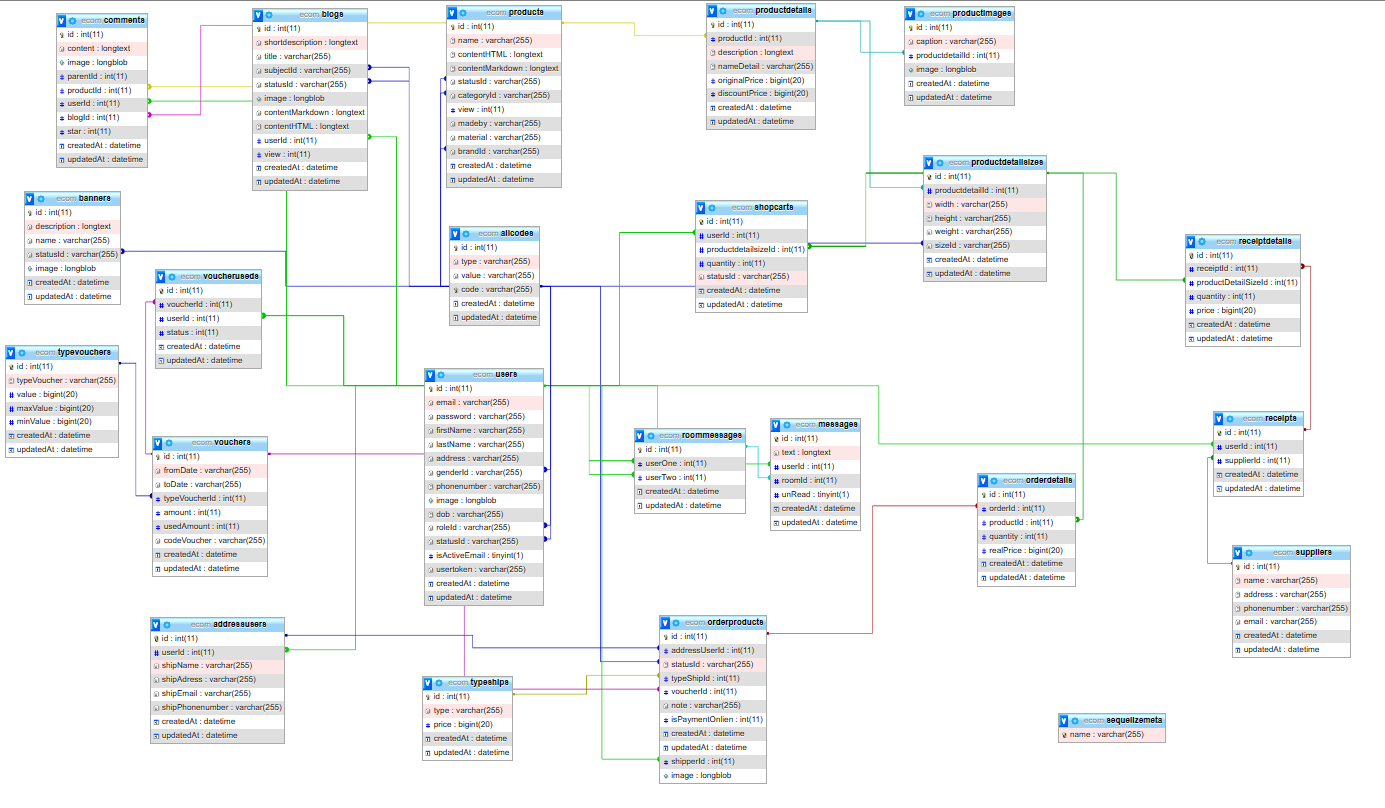 ecom comments
id : int(11)
content : longtext
image : longblob
parentId : int(11)
productId : int(11)
userId : int(11)
blogId : int(11)
star : int(11)
createdAt : datetime
updatedAt : datetime
ecom blogs
id : int(11)
shortdescription : longtext
title : varchar(255)
subjectId : varchar(255)
statusId : varchar(255)
image : longblob
contentMarkdown : longtext
contentHTML : longtext
userId : int(11)
view : int(11)
createdAt : datetime
updatedAt : datetime
ecom products
id : int(11)
name : varchar(255)
contentHTML : longtext
contentMarkdown : longtext
statusId : varchar(255)
categoryId : varchar(255)
view : int(11)
madeby : varchar(255)
material : varchar(255)
brandId : varchar(255)
createdAt : datetime
updatedAt : datetime
ecom productdetails
id : int(11)
productId : int(11)
description : longtext
nameDetail : varchar(255)
originalPrice : bigint(20)
discountPrice : bigint(20)
createdAt : datetime
updatedAt : datetime
ecom productimages
id : int(11)
caption : varchar(255)
productdetailId : int(11)
image : longblob
createdAt : datetime
updatedAt : datetime
ecom productdetailsizes
id : int(11)
productdetailId : int(11)
width : varchar(255)
height : varchar(255)
weight : varchar(255)
sizeId : varchar(255)
createdAt : datetime
updatedAt : datetime
ecom banners
id : int(11)
description : longtext
name : varchar(255)
statusId : varchar(255)
image : longblob
createdAt : datetime
updatedAt : datetime
ecom shopcarts
id : int(11)
userId : int(11)
productdetailsizeId : int(11)
quantity : int(11)
statusId : varchar(255)
createdAt : datetime
updatedAt : datetime
ecom allcodes
id : int(11)
type : varchar(255)
value : varchar(255)
code : varchar(255)
createdAt : datetime
updatedAt : datetime
ecom receiptdetails
id : int(11)
receiptId : int(11)
productDetailSizeId : int(11)
quantity : int(11)
price : bigint(20)
createdAt : datetime
updatedAt : datetime
ecom voucheruseds
id : int(11)
voucherId : int(11)
userId : int(11)
status : int(11)
createdAt : datetime
updatedAt : datetime
ecom typevouchers
id : int(11)
typeVoucher : varchar(255)
value : bigint(20)
maxValue : bigint(20)
minValue : bigint(20)
createdAt : datetime
updatedAt : datetime
ecom users
id : int(11)
email : varchar(255)
password : varchar(255)
firstName : varchar(255)
lastName : varchar(255)
address : varchar(255)
genderId : varchar(255)
phonenumber : varchar(255)
image : longblob
dob : varchar(255)
roleId : varchar(255)
statusId : varchar(255)
isActiveEmail : tinyint(1)
usertoken : varchar(255)
createdAt : datetime
updatedAt : datetime
ecom vouchers
id : int(11)
fromDate : varchar(255)
toDate : varchar(255)
typeVoucherId : int(11)
amount : int(11)
usedAmount : int(11)
codeVoucher : varchar(255)
createdAt : datetime
updatedAt : datetime
ecom roommessages
id : int(11)
userOne : int(11)
userTwo : int(11)
createdAt : datetime
updatedAt : datetime
ecom messages
id : int(11)
text : longtext
userId : int(11)
roomId : int(11)
unRead : tinyint(1)
createdAt : datetime
updatedAt : datetime
ecom receipts
id : int(11)
userId : int(11)
supplierId : int(11)
createdAt : datetime
updatedAt : datetime
ecom orderdetails
id : int(11)
orderId : int(11)
productId : int(11)
quantity : int(11)
realPrice : bigint(20)
createdAt : datetime
updatedAt : datetime
ecom suppliers
id : int(11)
name : varchar(255)
address : varchar(255)
phonenumber : varchar(255)
email : varchar(255)
createdAt : datetime
updatedAt : datetime
ecom addressusers
id : int(11)
userId : int(11)
shipName : varchar(255)
shipAdress : varchar(255)
shipEmail : varchar(255)
shipPhonenumber : varchar(255)
createdAt : datetime
updatedAt : datetime
ecom orderproducts
id : int(11)
addressUserId : int(11)
statusId : varchar(255)
typeShipId : int(11)
voucherId : int(11)
note : varchar(255)
isPaymentOnlien : int(11)
createdAt : datetime
updatedAt : datetime
shipperId : int(11)
image : longblob
ecom typeships
id : int(11)
type : varchar(255)
price : bigint(20)
createdAt : datetime
updatedAt : datetime
ecom sequelizemeta
name : varchar(255)